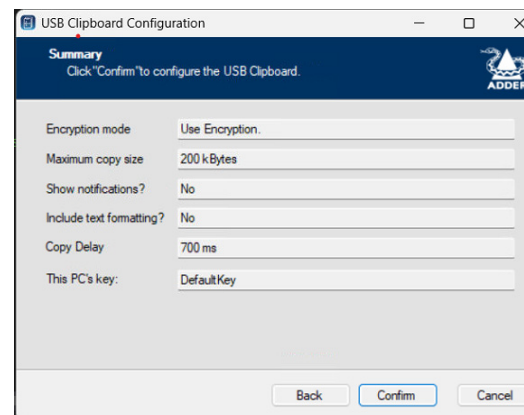 USB Clipboard Configuration
Summary
Click "Confirm"to configure the USB Clipboard.
ADDER
Encryption mode Use Encryption.
Maximum copy size 200 kBytes
Show notifications? No
Include text formatting? No
Copy Delay 700 ms
This PC's key: DefaultKey
Back Confirm Cancel